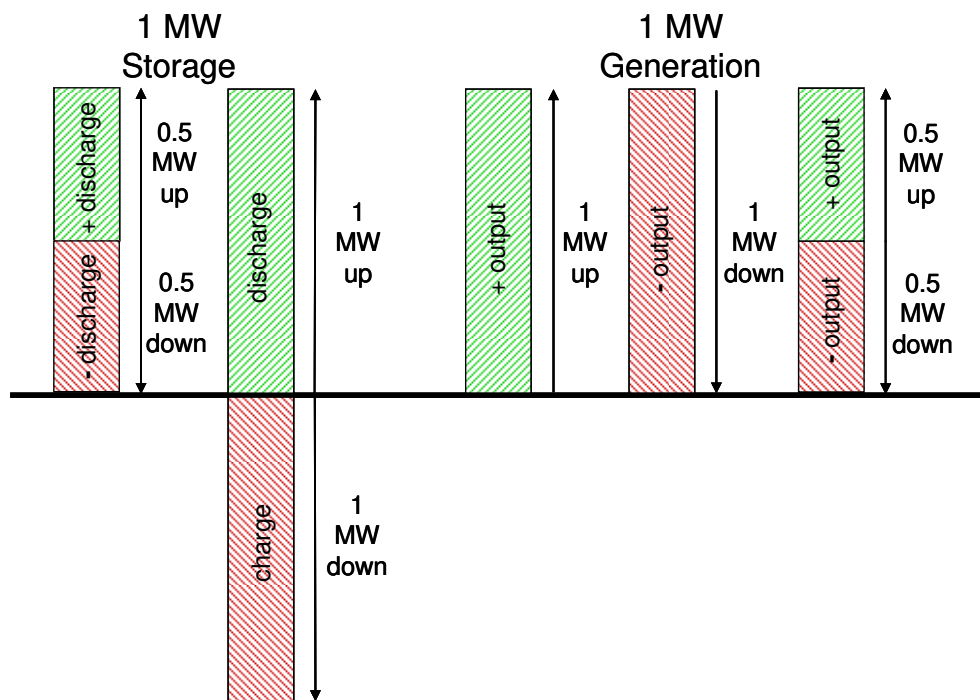 1 MW
Storage
1 MW
Generation
+ discharge
- discharge
0.5
MW
up
0.5
MW
down
discharge
charge
1
MW
up
1
MW
down
+ output
1
MW
up
- output
1
MW
down
+ output
- output
0.5
MW
up
0.5
MW
down